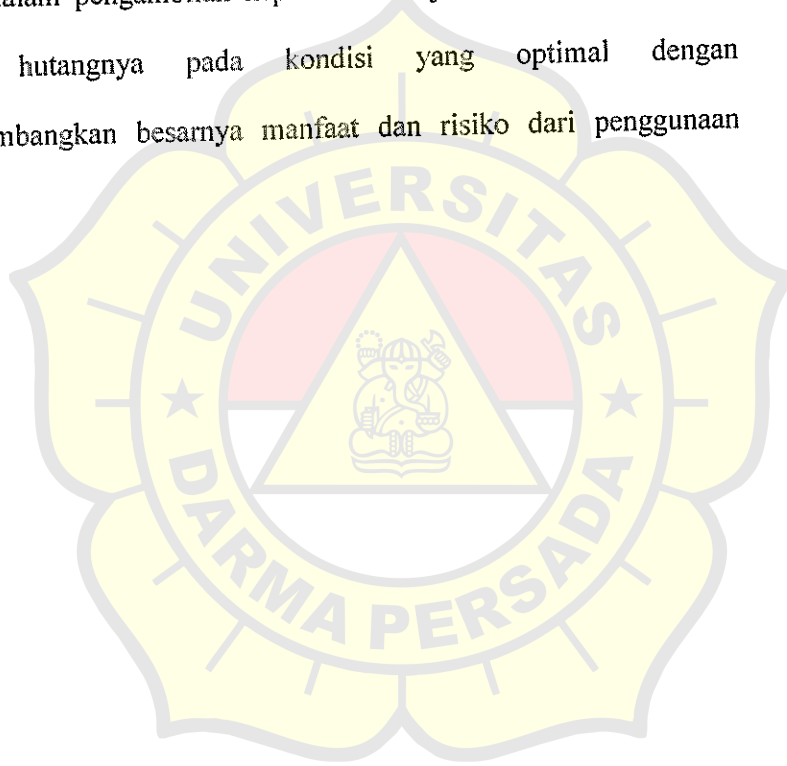 hutangnya pada kondisi yang optimal dengan
mbangkan besarnya manfaat dan risiko dari penggunaan
UNIVERSITAS
DARMA PERSADA